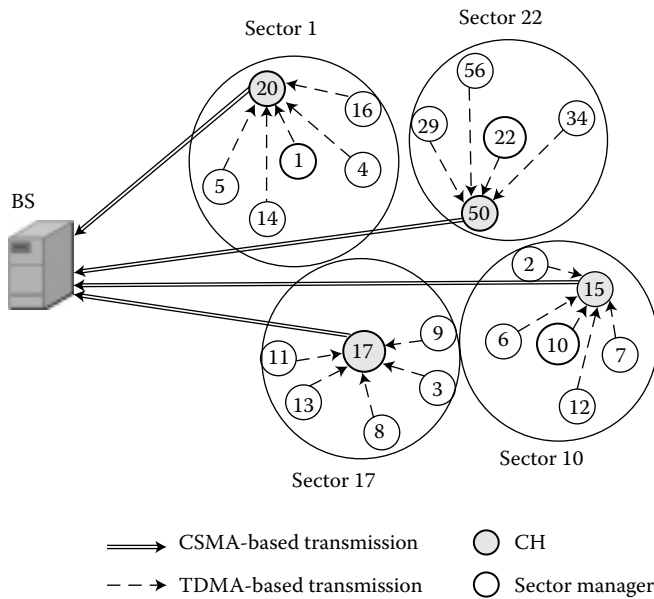 Sector 1
Sector 22
20
16
1
4
5
14
56
29
22
34
50
BS
2
15
6
10
7
12
9
17
11
3
13
8
Sector 17
Sector 10
CSMA-based transmission
CH
TDMA-based transmission
Sector manager